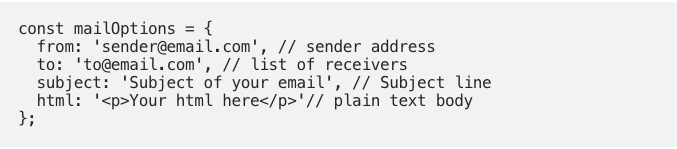 const mailOptions = {
  from: 'sender@email.com', // sender address
  to: 'to@email.com', // list of receivers
  subject: 'Subject of your email', // Subject line
  html: '<p>Your html here</p>'// plain text body
};